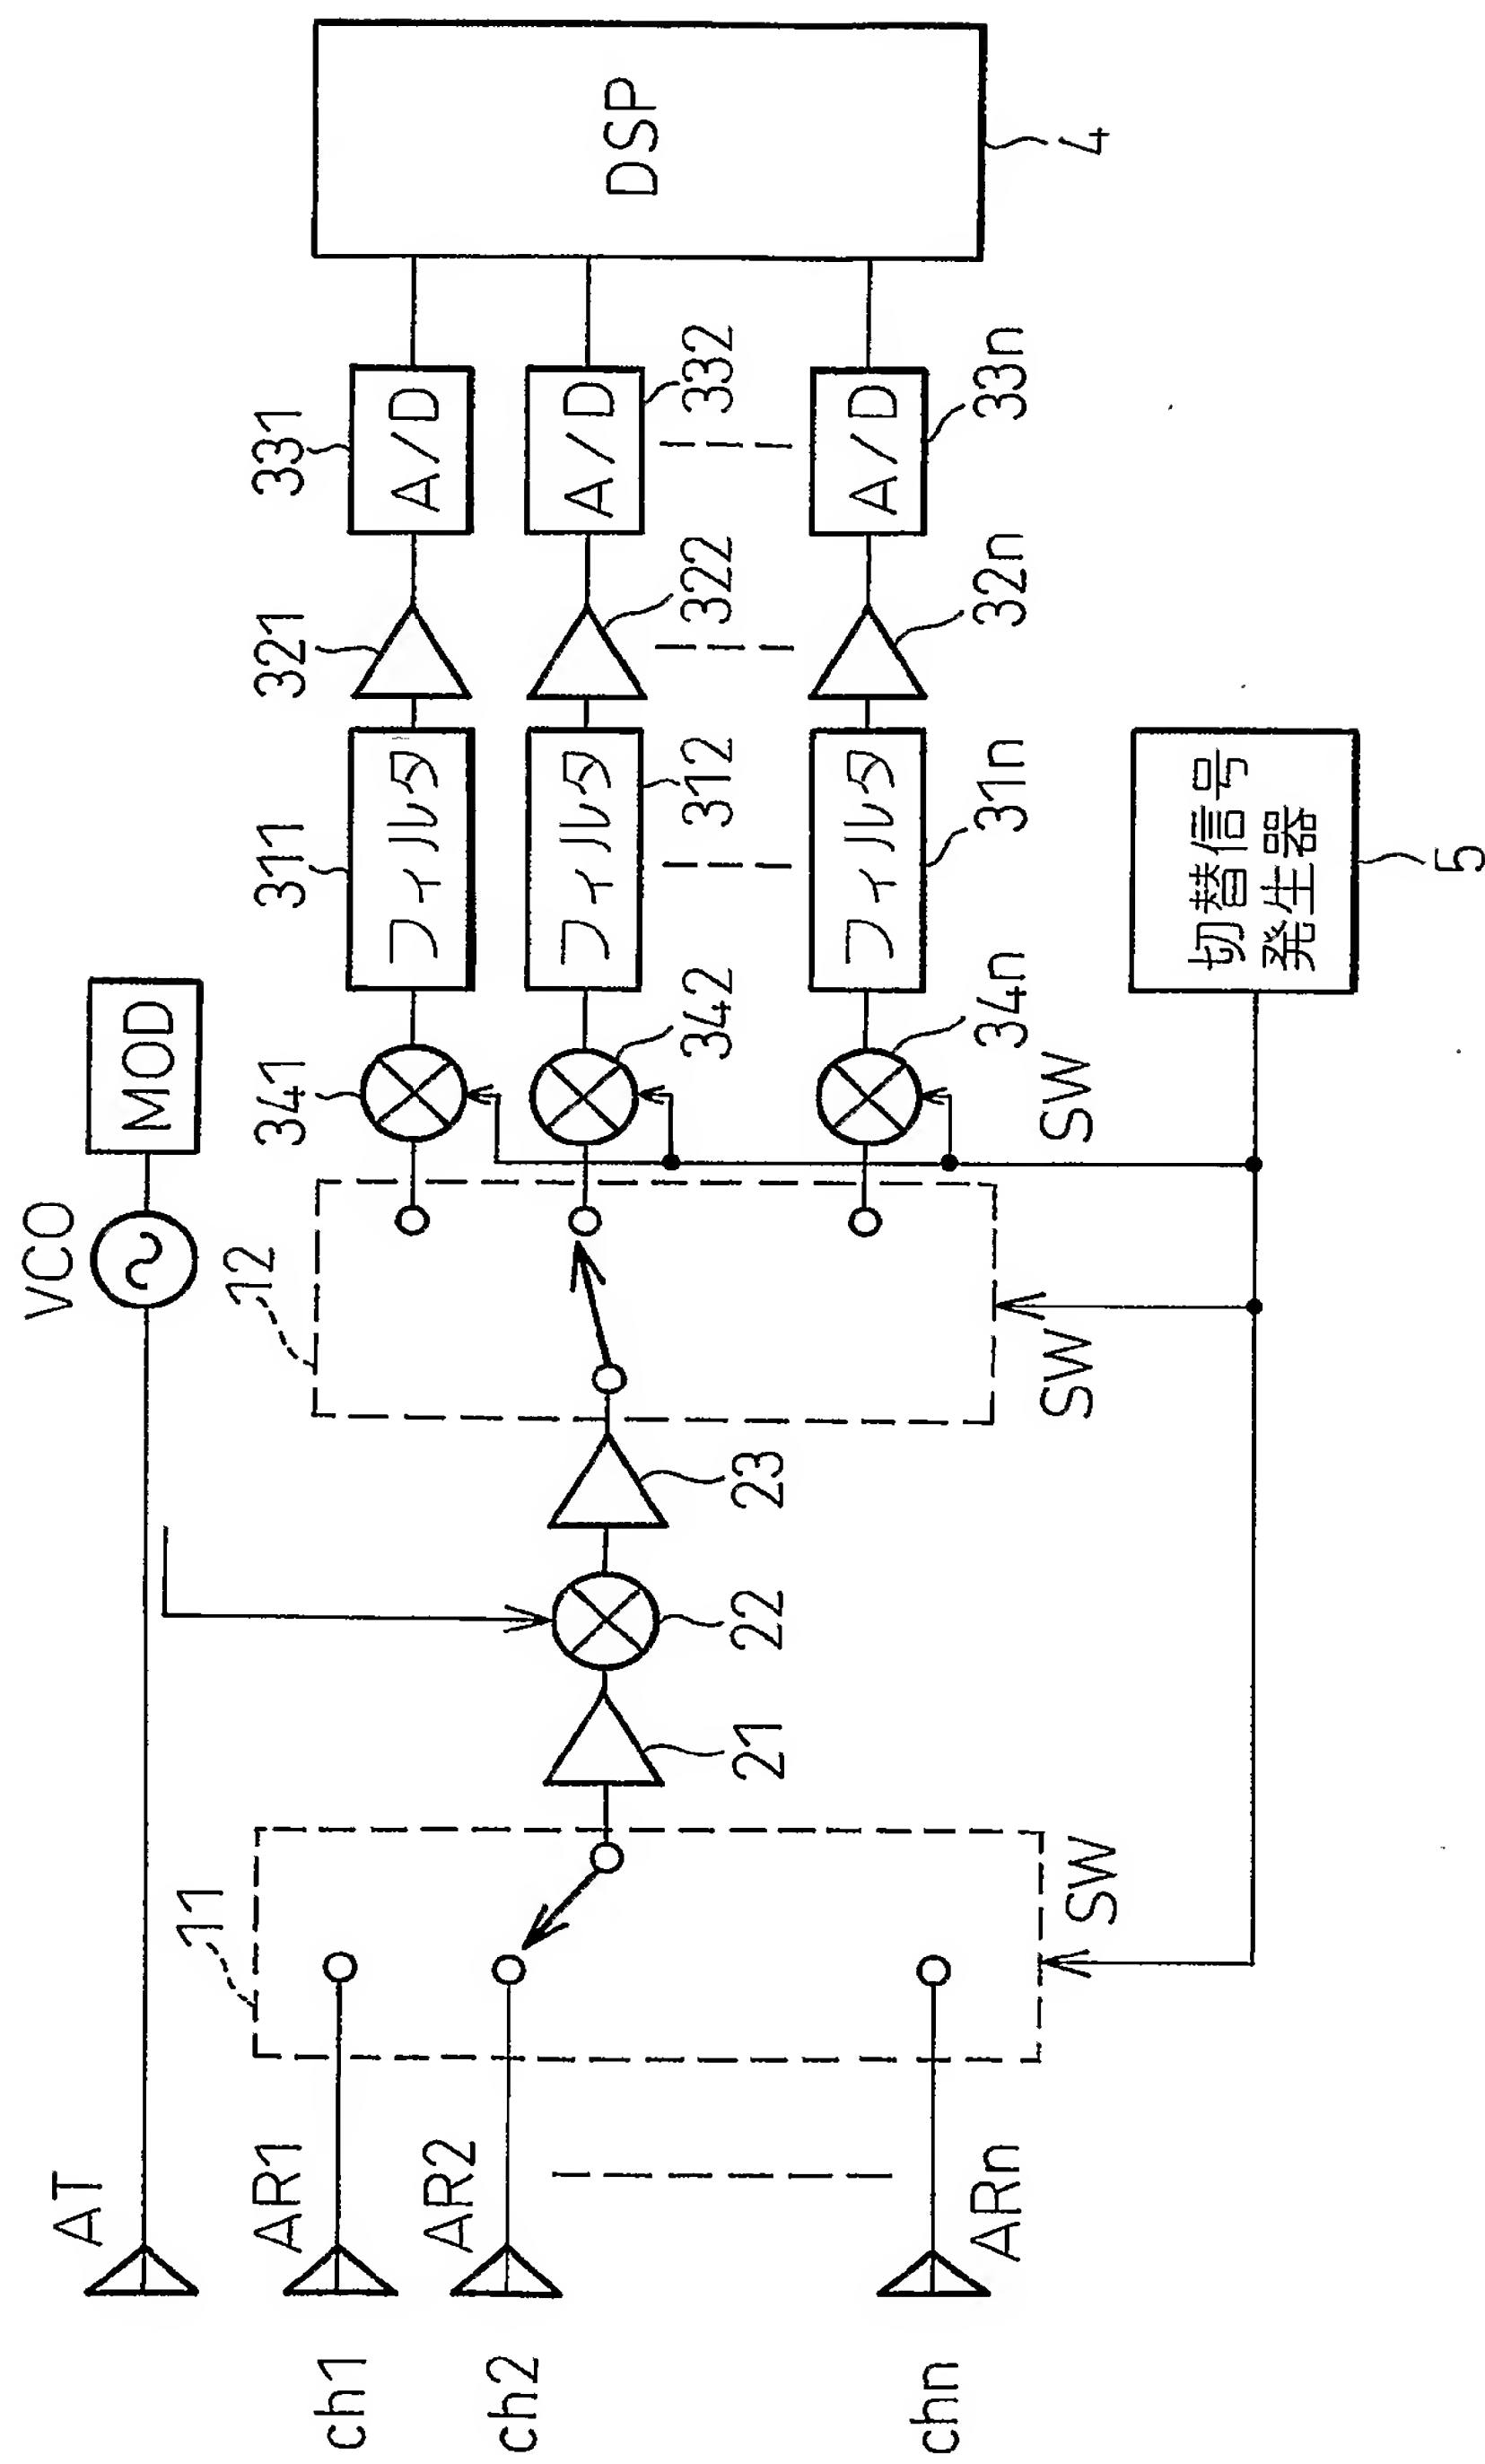 AT
VCO
MOD
ch1
AR1
11
12
341
311
フィルタ
321
331
A/D
DSP
4
ch2
AR2
21
22
23
342
フィルタ
312
322
A/D
332
chn
ARn
34n
フィルタ
31n
32n
A/D
33n
SW
SW
SW
切替信号
発生器
5